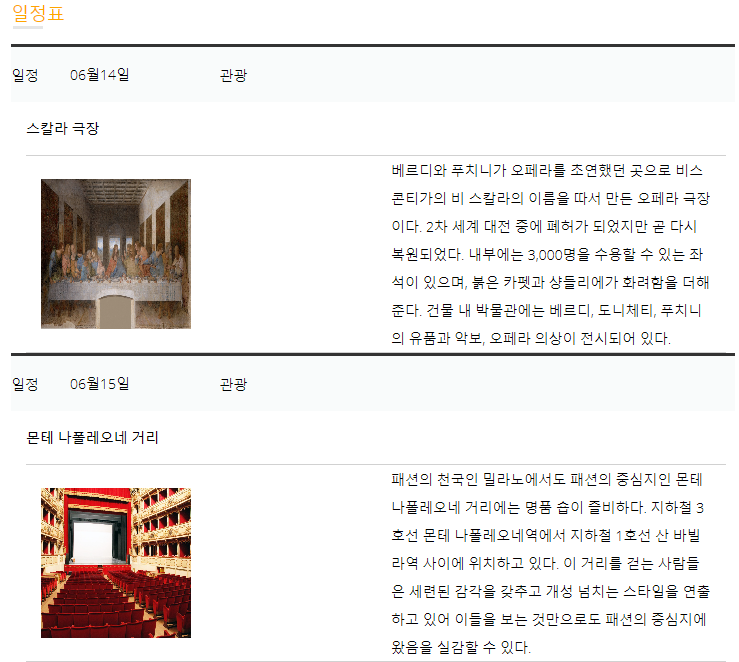 일정표
일정 06월14일 관광
스칼라 극장
베르디와 푸치니가 오페라를 초연했던 곳으로 비스
콘티가의 비 스칼라의 이름을 따서 만든 오페라 극장
이다. 2차 세계 대전 중에 폐허가 되었지만 곧 다시
복원되었다. 내부에는 3,000명을 수용할 수 있는 좌
석이 있으며, 붉은 카펫과 샹들리에가 화려함을 더해
준다. 건물 내 박물관에는 베르디, 도니체티, 푸치니
의 유품과 악보, 오페라 의상이 전시되어 있다.
일정 06월15일 관광
몬테 나폴레오네 거리
패션의 천국인 밀라노에서도 패션의 중심지인 몬테
나폴레오네 거리에는 명품 숍이 즐비하다. 지하철 3
호선 몬테 나폴레오네역에서 지하철 1호선 산 바빌
라역 사이에 위치하고 있다. 이 거리를 걷는 사람들
은 세련된 감각을 갖추고 개성 넘치는 스타일을 연출
하고 있어 이들을 보는 것만으로도 패션의 중심지에
왔음을 실감할 수 있다.